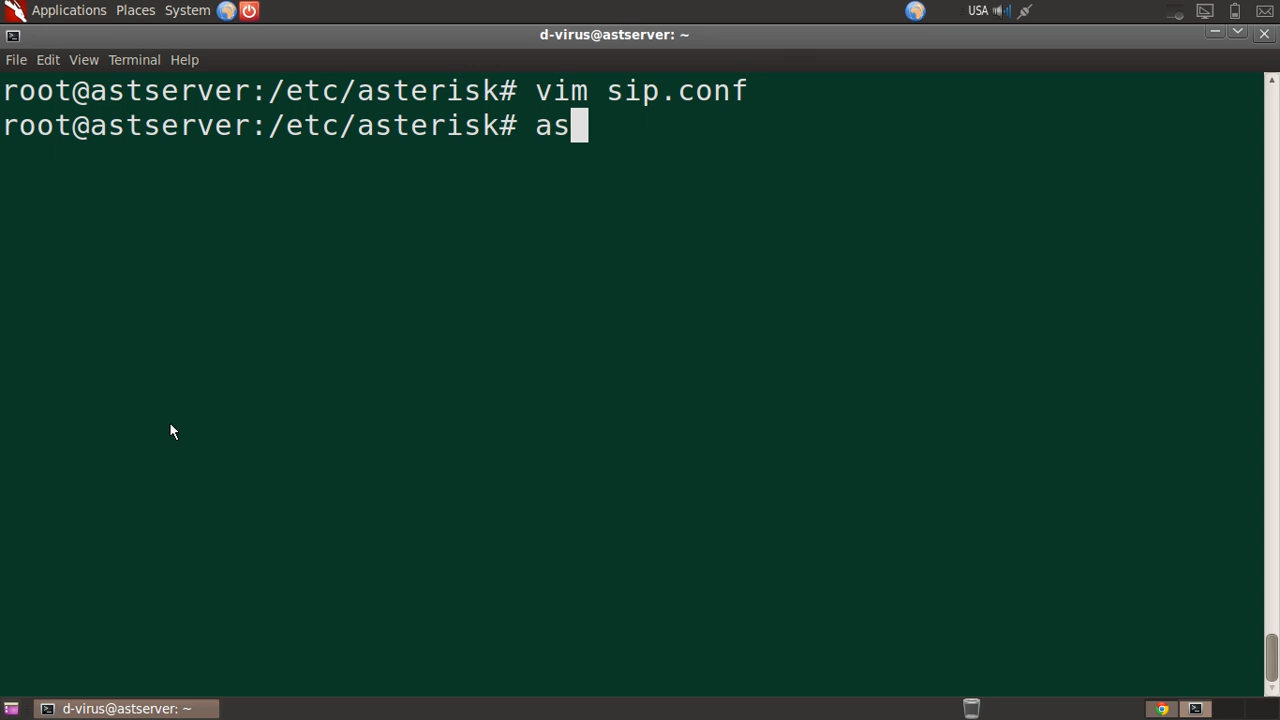 Applications Places System USA
d-virus@astserver: ~
File Edit View Terminal Help
root@astserver:/etc/asterisk# vim sip.conf
root@astserver:/etc/asterisk# as
d-virus@astserver: ~